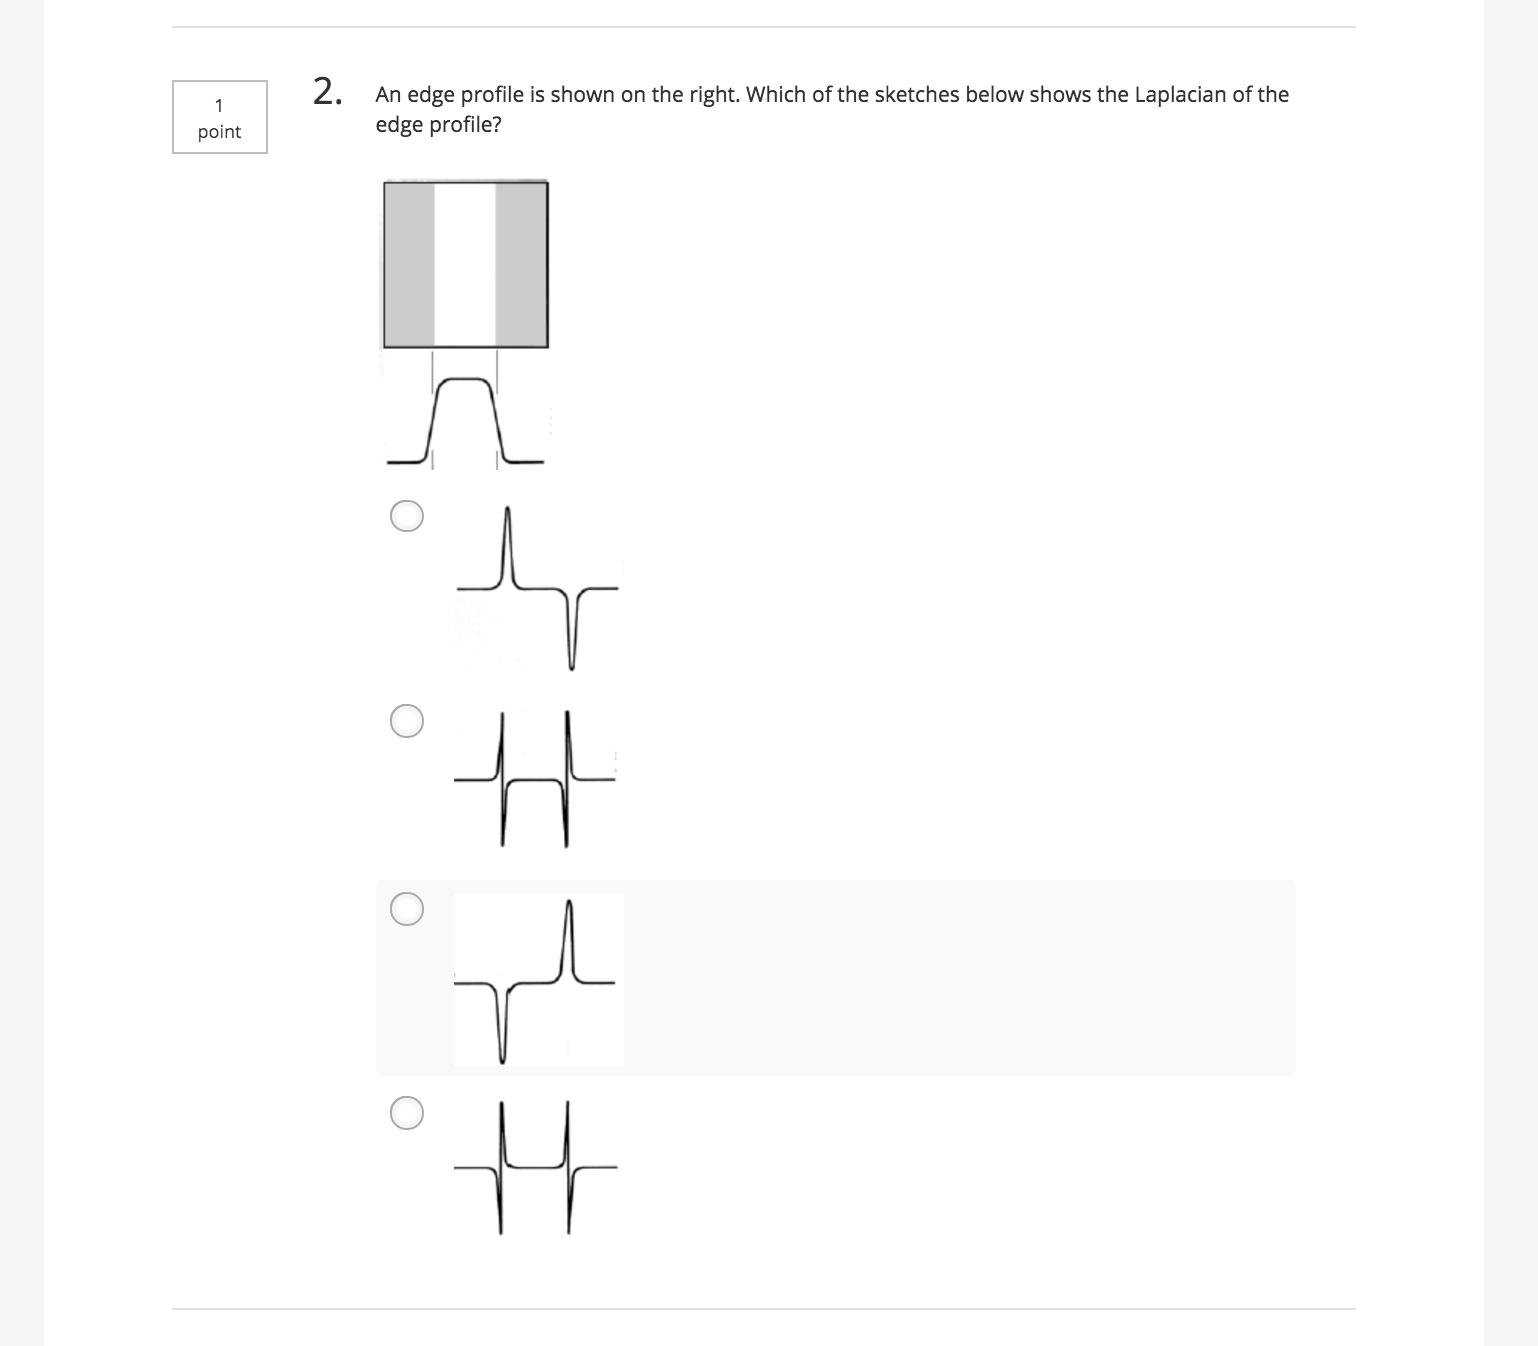 1
point
2.
An edge profile is shown on the right. Which of the sketches below shows the Laplacian of the
edge profile?